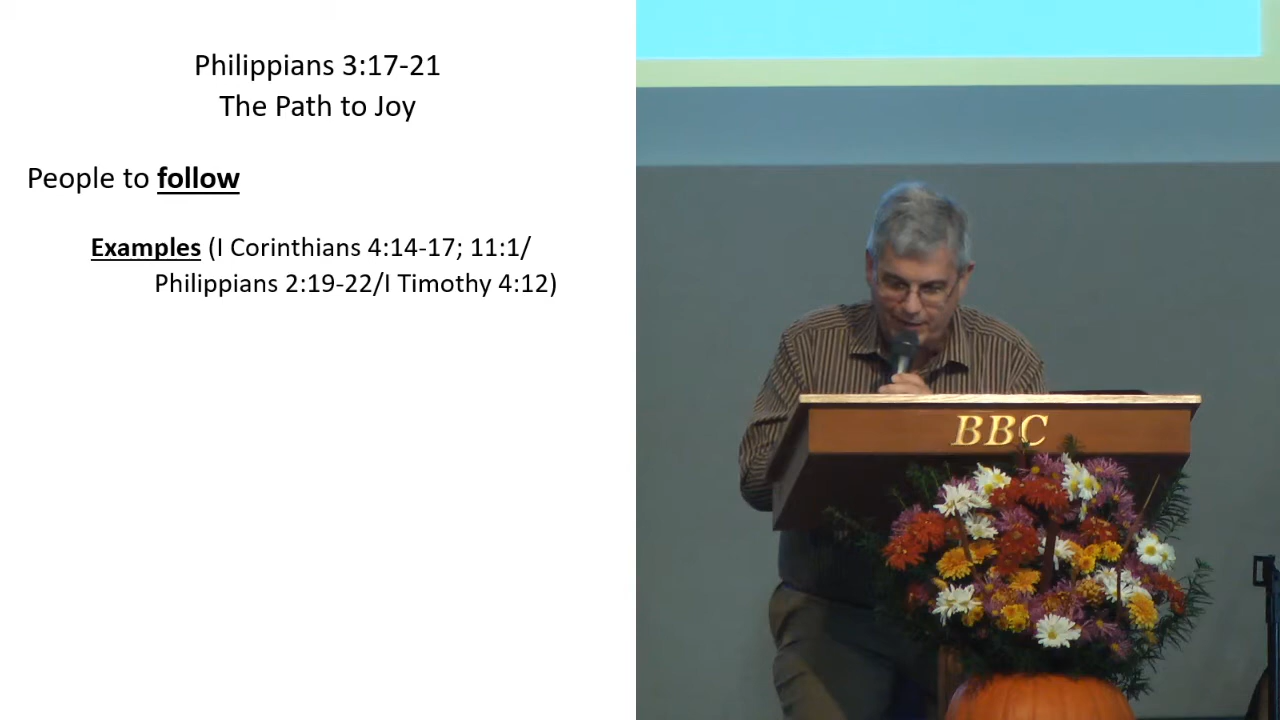 Philippians 3:17-21
The Path to Joy
People to follow
Examples (I Corinthians 4:14-17; 11:1/
Philippians 2:19-22/I Timothy 4:12)
BBC